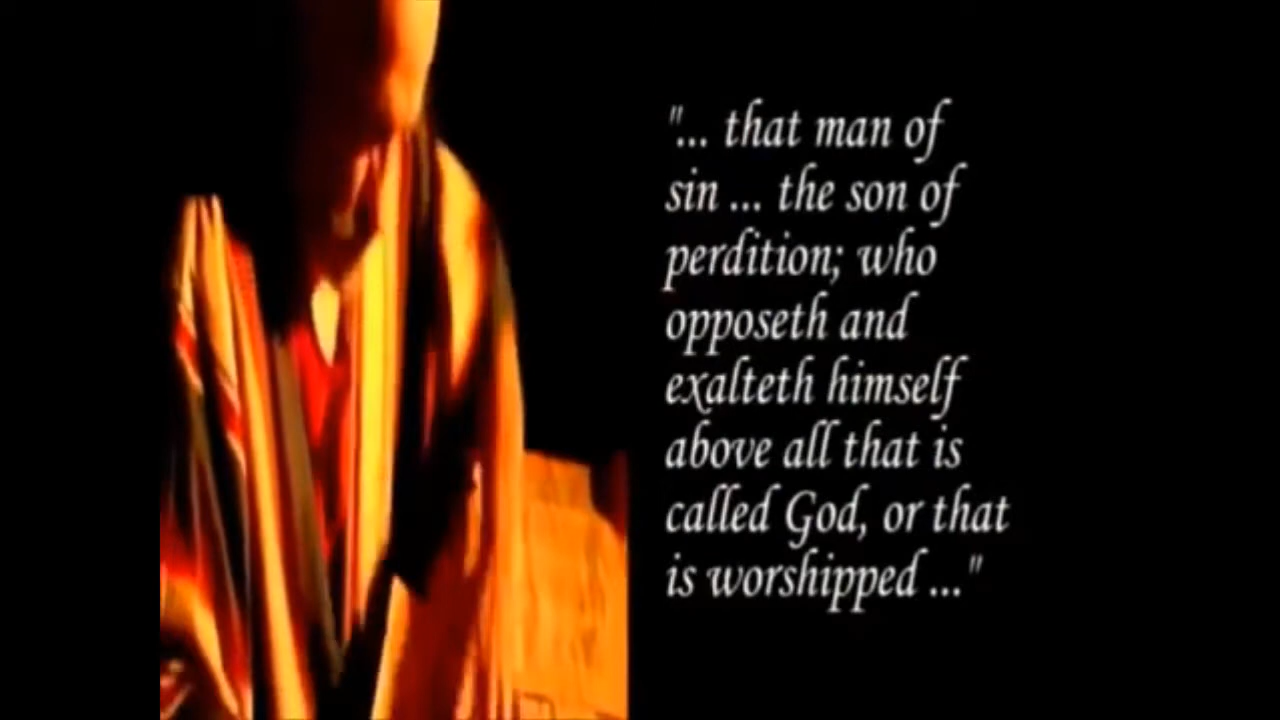 "... that man of
sin ... the son of
perdition; who
opposeth and
exalteth himself
above all that is
called God, or that
is worshipped ..."